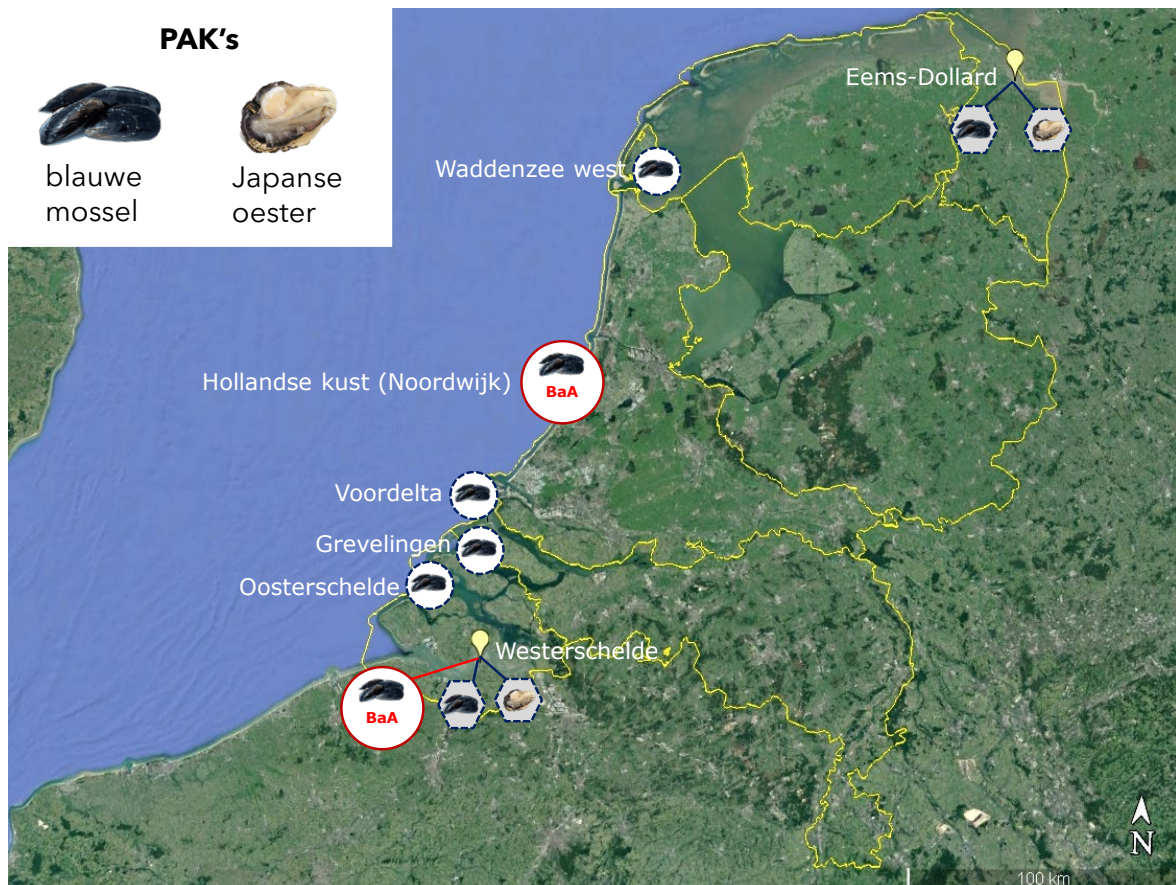 PAK’s
blauwe
mossel
Japanse
oester
Eems-Dollard
Waddenzee west
Hollandse kust (Noordwijk)
BaA
Voordelta
Grevelingen
Oosterschelde
Westerschelde
BaA
N
100 km